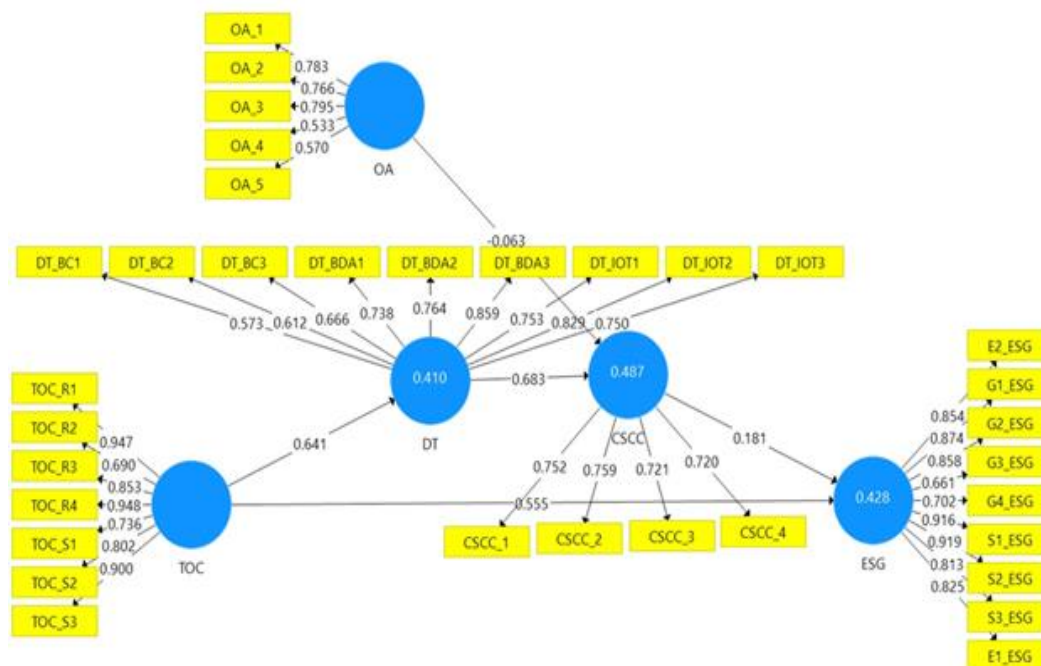 OA_1
OA_2
OA_3
OA_4
OA_5
0.783
0.766
0.795
0.533
0.570
OA
-0.063
DT_BC1
DT_BC2
DT_BC3
DT_BDA1
DT_BDA2
DT_BDA3
DT_IOT1
DT_IOT2
DT_IOT3
0.573
0.612
0.666
0.738
0.764
0.859
0.753
0.829
0.750
0.410
DT
0.683
0.487
CSCC
TOC_R1
TOC_R2
TOC_R3
TOC_R4
TOC_S1
TOC_S2
TOC_S3
0.947
0.690
0.853
0.948
0.736
0.802
0.900
TOC
0.641
0.555
0.752
0.759
0.721
0.720
CSCC_1
CSCC_2
CSCC_3
CSCC_4
0.181
0.428
ESG
0.854
0.874
0.858
0.661
0.702
0.916
0.919
0.813
0.825
E2_ESG
G1_ESG
G2_ESG
G3_ESG
G4_ESG
S1_ESG
S2_ESG
S3_ESG
E1_ESG